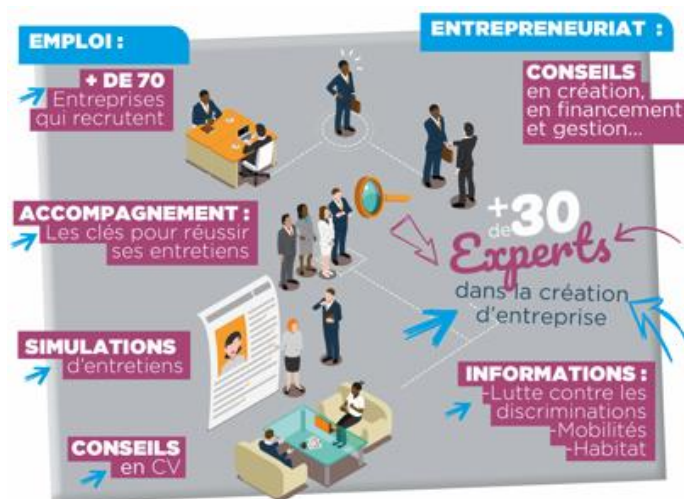 EMPLOI :
+ DE 70
Entreprises
qui recrutent
ACCOMPAGNEMENT :
Les clés pour réussir
ses entretiens
SIMULATIONS
d'entretiens
CONSEILS
en CV
ENTREPRENEURIAT :
CONSEILS
en création,
en financement
et gestion...
+ de 30
Experts
dans la création
d'entreprise
INFORMATIONS :
-Lutte contre les
discriminations
-Mobilités
-Habitat